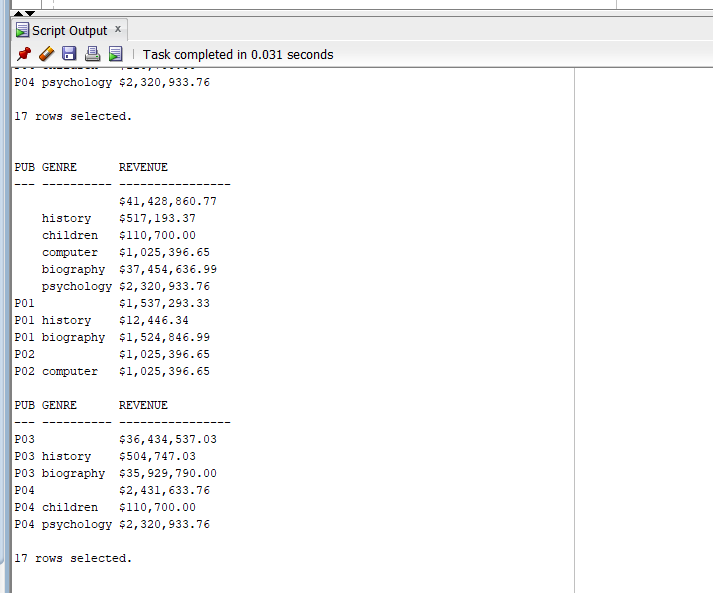 Script Output x
Task completed in 0.031 seconds
P04 psychology $2,320,933.76
17 rows selected.
PUB GENRE      REVENUE
--- ---------- ----------------
               $41,428,860.77
    history    $517,193.37
    children   $110,700.00
    computer   $1,025,396.65
    biography  $37,454,636.99
    psychology $2,320,933.76
P01            $1,537,293.33
P01 history    $12,446.34
P01 biography  $1,524,846.99
P02            $1,025,396.65
P02 computer   $1,025,396.65
PUB GENRE      REVENUE
--- ---------- ----------------
P03            $36,434,537.03
P03 history    $504,747.03
P03 biography  $35,929,790.00
P04            $2,431,633.76
P04 children   $110,700.00
P04 psychology $2,320,933.76
17 rows selected.